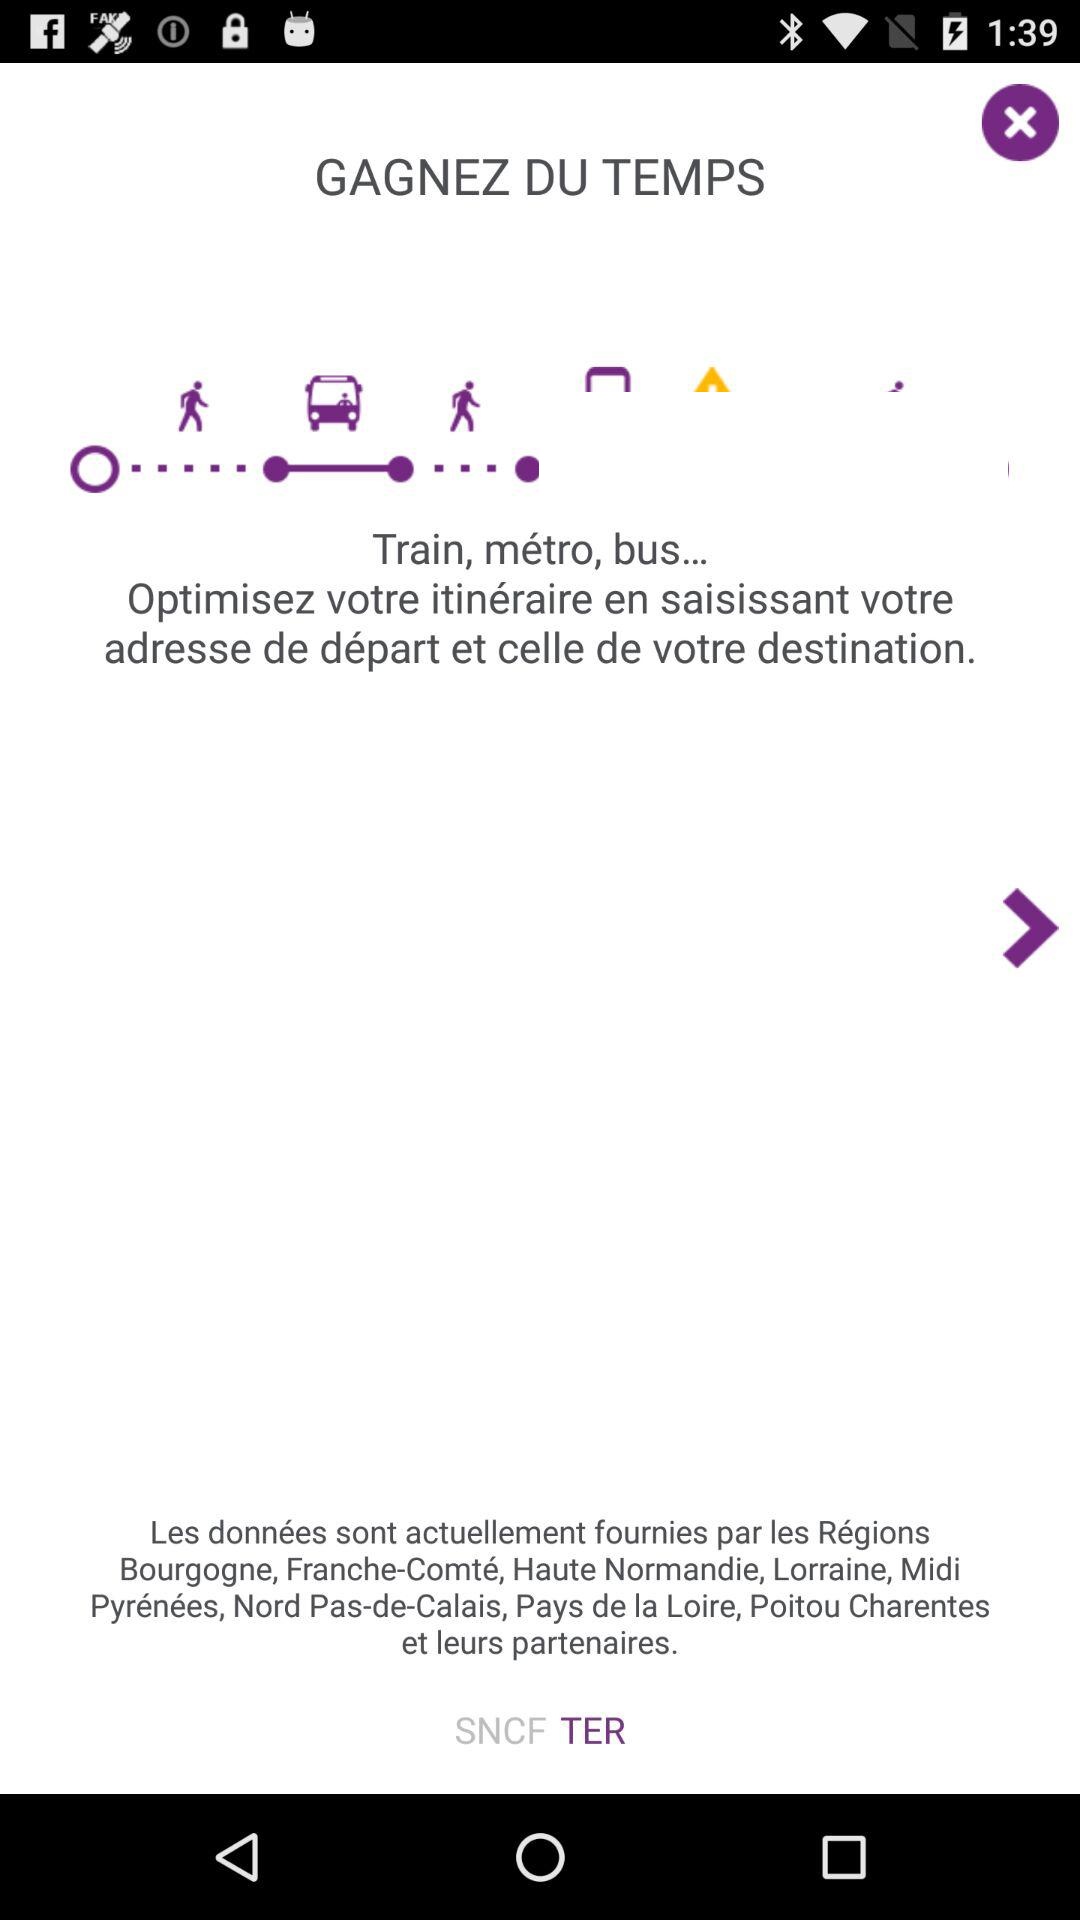 FAK
1:39
GAGNEZ DU TEMPS
Train, métro, bus...
Optimisez votre itinéraire en saisissant votre
adresse de départ et celle de votre destination.
Les données sont actuellement fournies par les Régions
Bourgogne, Franche-Comté, Haute Normandie, Lorraine, Midi
Pyrénées, Nord Pas-de-Calais, Pays de la Loire, Poitou Charentes
et leurs partenaires.
SNCF TER